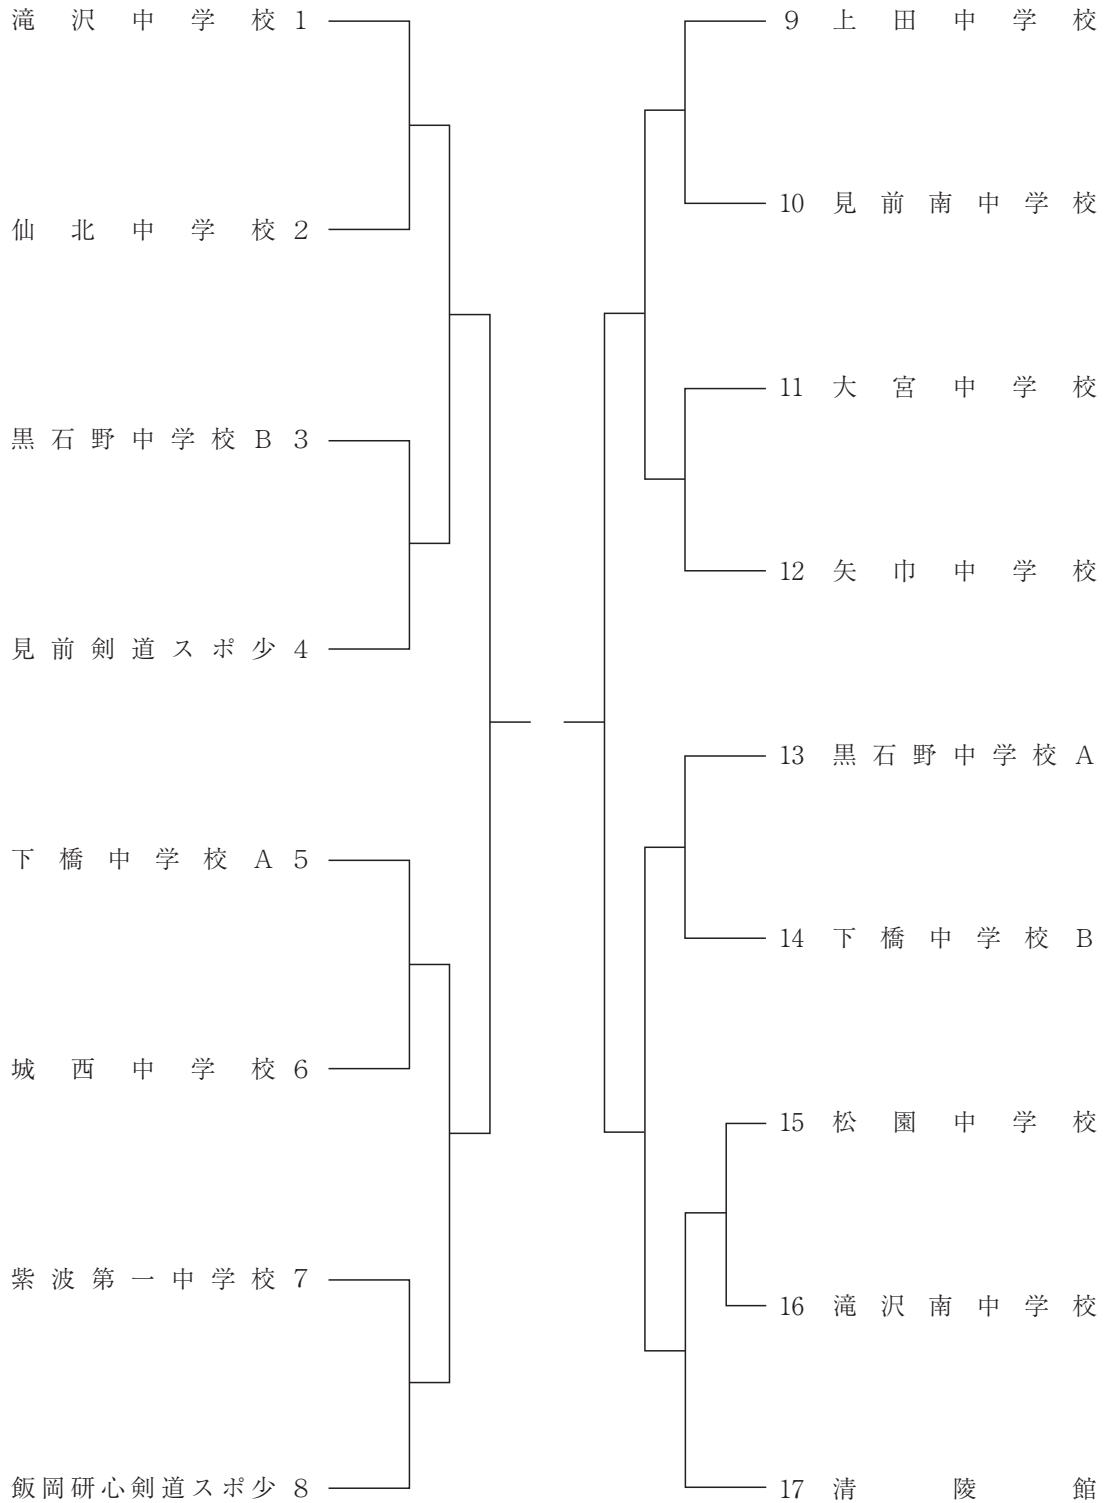 滝沢中学校 1
仙北中学校 2
黒石野中学校B 3
見前剣道スポ少 4
下橋中学校A 5
城西中学校 6
紫波第一中学校 7
飯岡研心剣道スポ少 8
9 上田中学校
10 見前南中学校
11 大宮中学校
12 矢巾中学校
13 黒石野中学校A
14 下橋中学校B
15 松園中学校
16 滝沢南中学校
17 清陵館